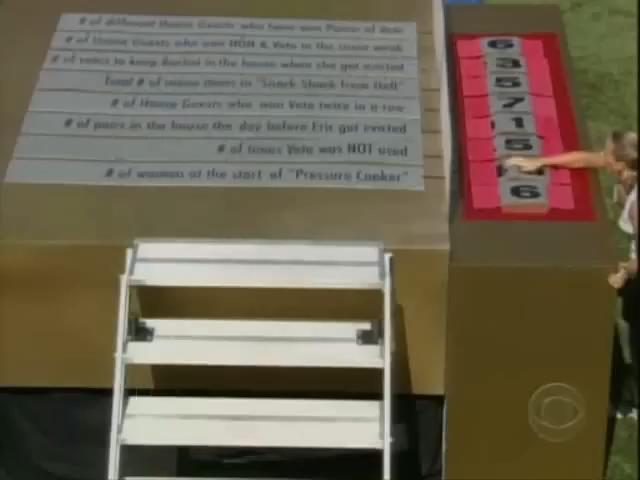 # of different House Guests who have won Power of Veto
# of House Guests who won HOH & Veto in the same week
# of votes to keep Rachel in the house when she got evicted
Total # of menu items in "Snack Shack from Hell"
# of House Guests who won Veto twice in a row
# of pairs in the house the day before Eric got evicted
# of times Veto was NOT used
# of women at the start of "Pressure Cooker"
6
3
5
7
1
5
6